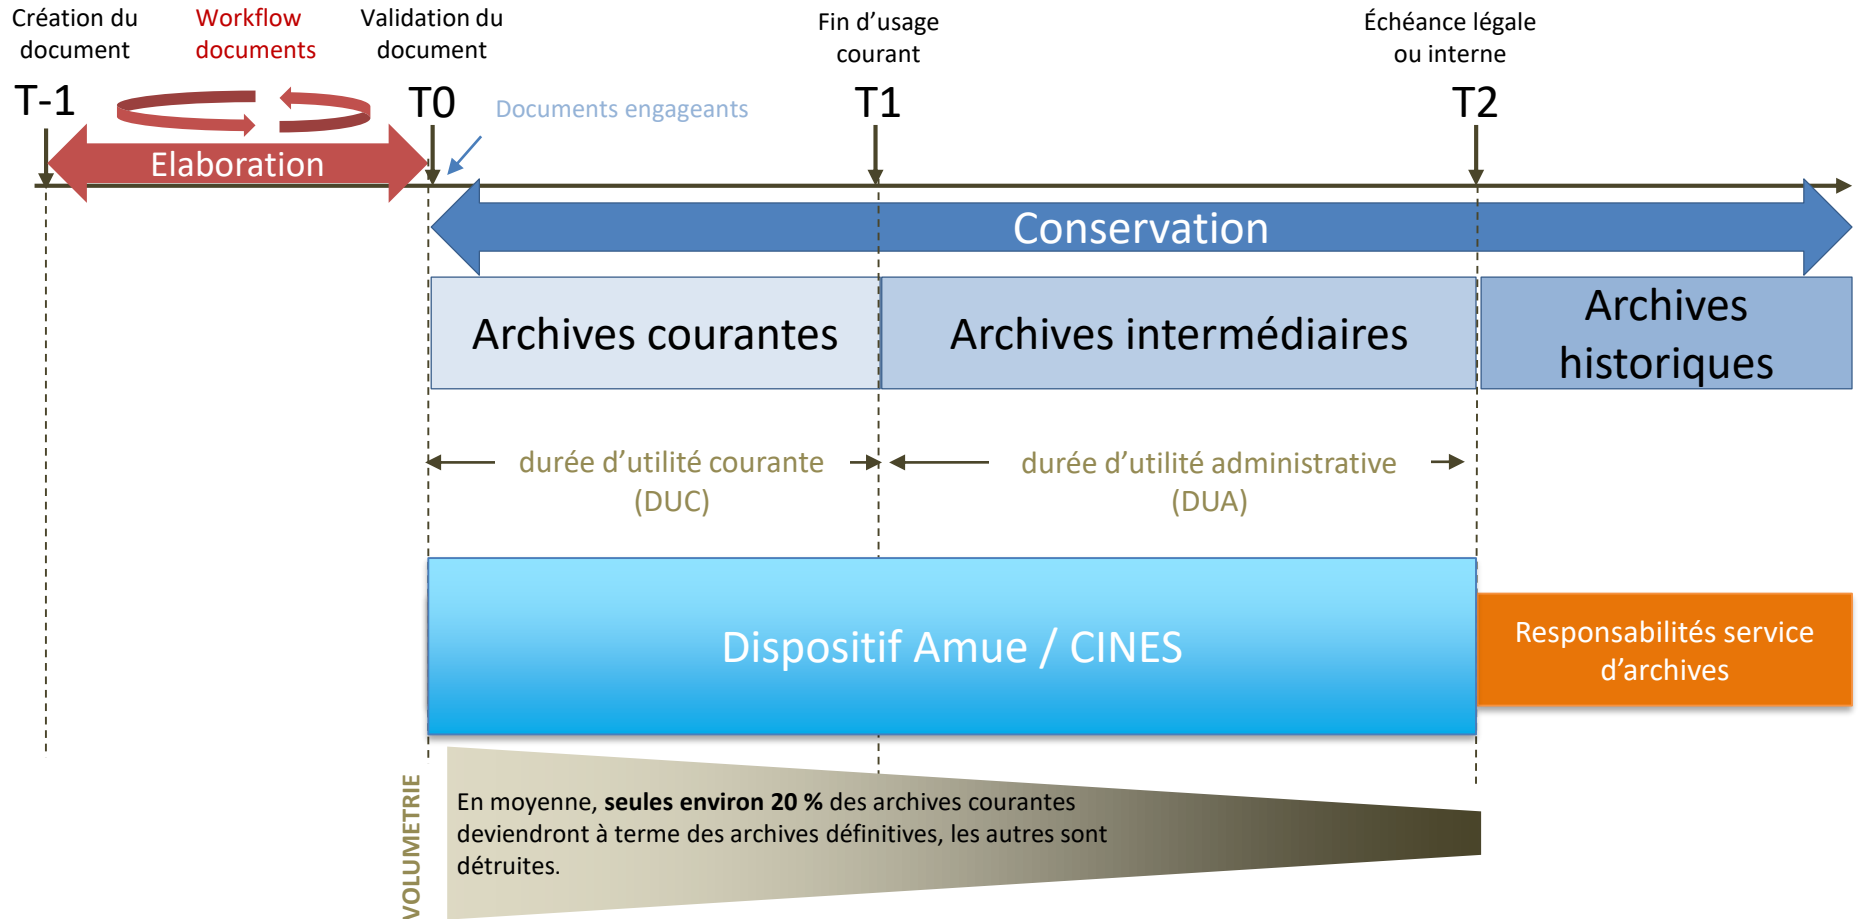 Création du
document
Workflow
documents
Validation du
document
Fin d’usage
courant
Échéance légale
ou interne
T-1
T0
Documents engageants
T1
T2
Elaboration
Conservation
Archives courantes
Archives intermédiaires
Archives
historiques
durée d’utilité courante
(DUC)
durée d’utilité administrative
(DUA)
Dispositif Amue / CINES
Responsabilités service
d’archives
VOLUMETRIE
En moyenne, seules environ 20 % des archives courantes
deviendront à terme des archives définitives, les autres sont
détruites.